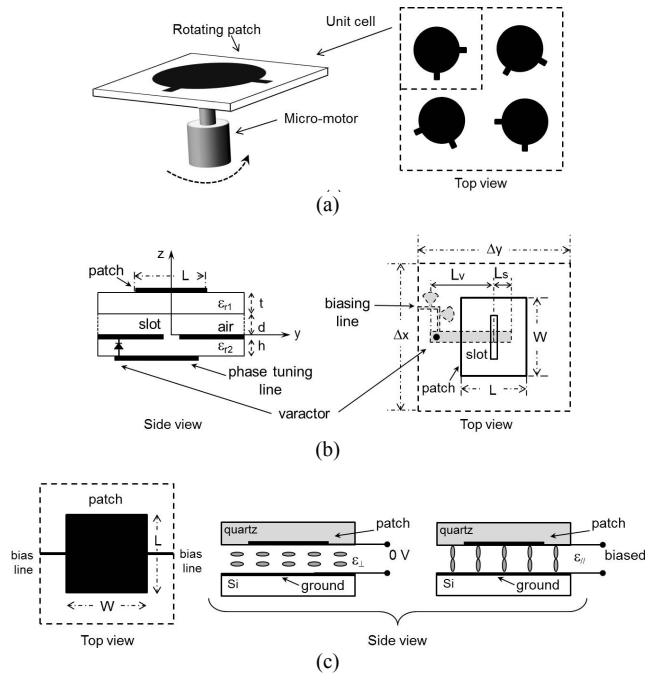 Rotating patch
Unit cell
Micro-motor
Top view
(a)
z
patch
L
εr1
t
slot
air
d
y
εr2
h
phase tuning
line
varactor
Side view
Δy
Lv
Ls
biasing
line
Δx
slot
W
patch
L
Top view
(b)
patch
bias
line
L
bias
line
W
Top view
quartz
patch
ε⊥
0 V
Si
ground
quartz
patch
ε//
biased
Si
ground
Side view
(c)